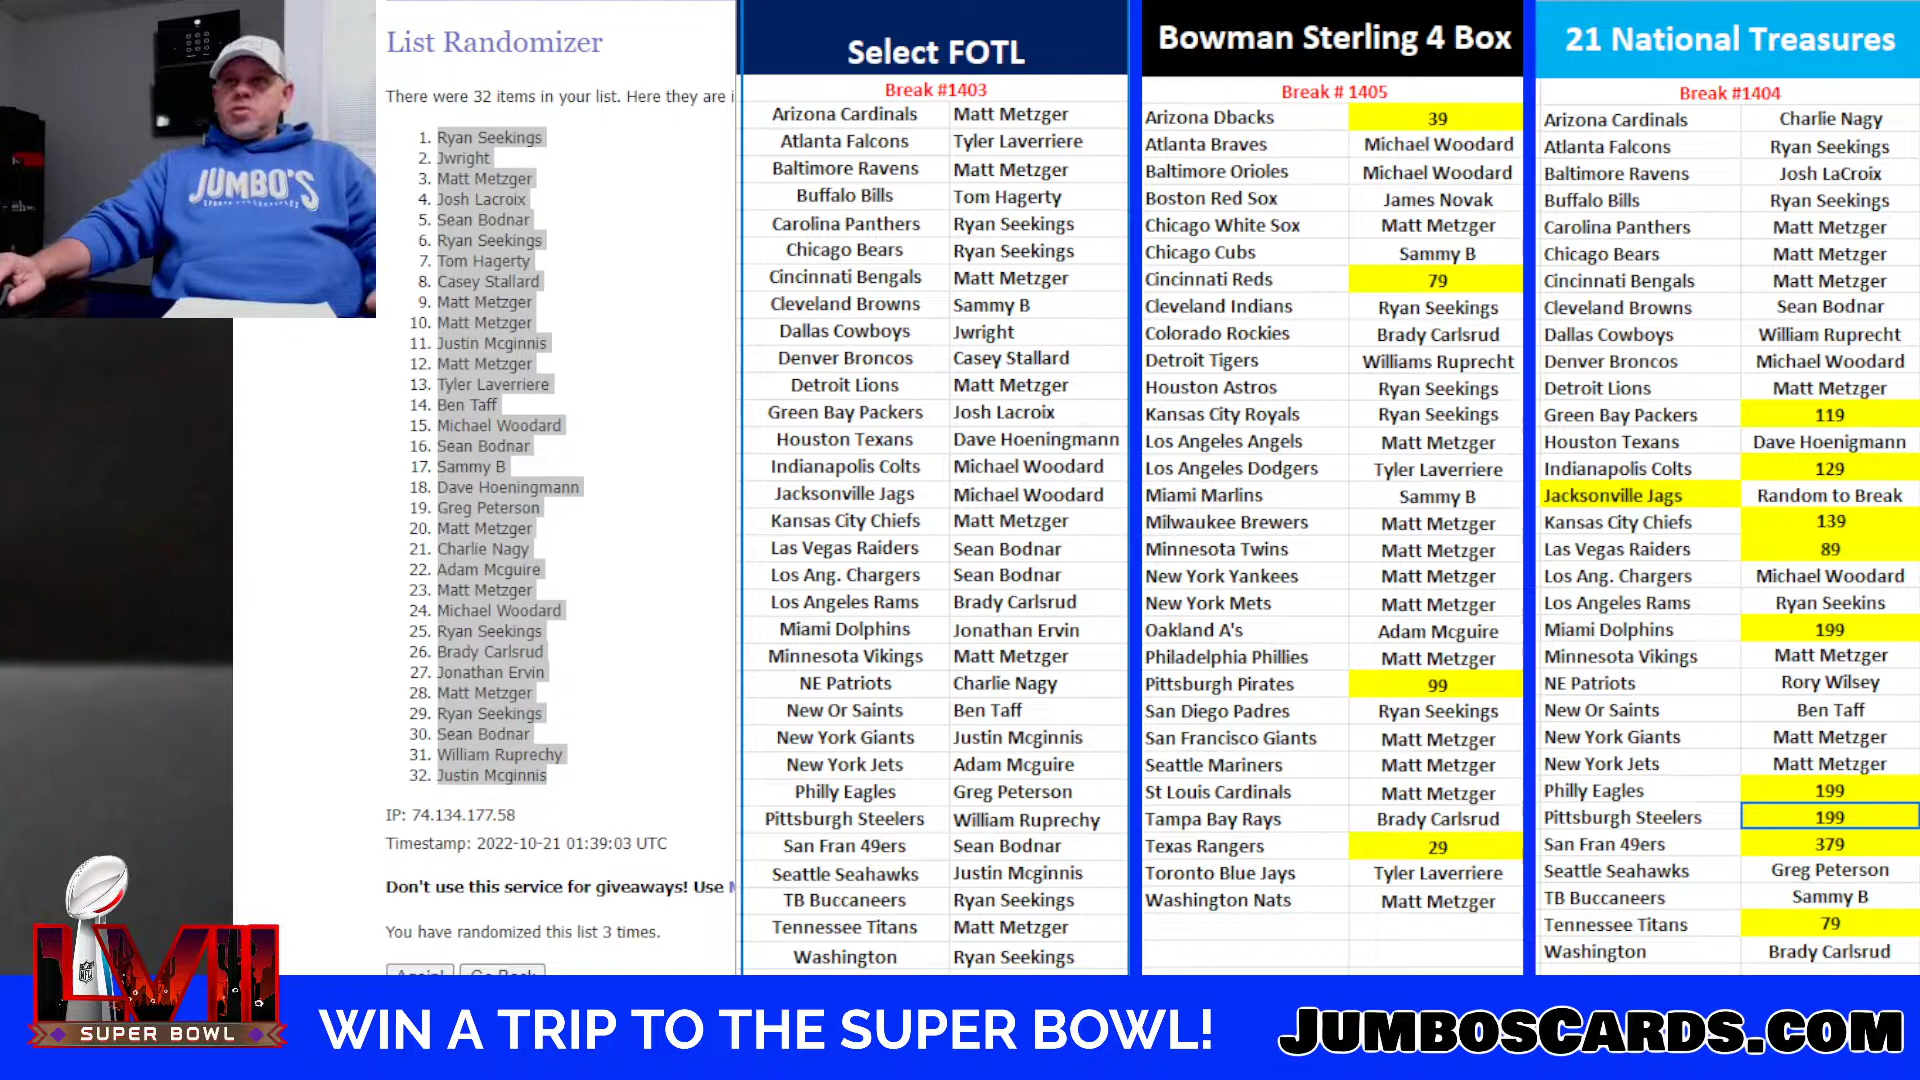 JUMBO'S
List Randomizer
There were 32 items in your list. Here they are i
1. Ryan Seekings
2. Jwright
3. Matt Metzger
4. Josh Lacroix
5. Sean Bodnar
6. Ryan Seekings
7. Tom Hagerty
8. Casey Stallard
9. Matt Metzger
10. Matt Metzger
11. Justin Mcginnis
12. Matt Metzger
13. Tyler Laverriere
14. Ben Taff
15. Michael Woodard
16. Sean Bodnar
17. Sammy B
18. Dave Hoeningmann
19. Greg Peterson
20. Matt Metzger
21. Charlie Nagy
22. Adam Mcguire
23. Matt Metzger
24. Michael Woodard
25. Ryan Seekings
26. Brady Carlsrud
27. Jonathan Ervin
28. Matt Metzger
29. Ryan Seekings
30. Sean Bodnar
31. William Ruprechy
32. Justin Mcginnis
IP: 74.134.177.58
Timestamp: 2022-10-21 01:39:03 UTC
Don't use this service for giveaways! Use
You have randomized this list 3 times.
Again! Go Back
Select FOTL
Break #1403
Arizona Cardinals Matt Metzger
Atlanta Falcons Tyler Laverriere
Baltimore Ravens Matt Metzger
Buffalo Bills Tom Hagerty
Carolina Panthers Ryan Seekings
Chicago Bears Ryan Seekings
Cincinnati Bengals Matt Metzger
Cleveland Browns Sammy B
Dallas Cowboys Jwright
Denver Broncos Casey Stallard
Detroit Lions Matt Metzger
Green Bay Packers Josh Lacroix
Houston Texans Dave Hoeningmann
Indianapolis Colts Michael Woodard
Jacksonville Jags Michael Woodard
Kansas City Chiefs Matt Metzger
Las Vegas Raiders Sean Bodnar
Los Ang. Chargers Sean Bodnar
Los Angeles Rams Brady Carlsrud
Miami Dolphins Jonathan Ervin
Minnesota Vikings Matt Metzger
NE Patriots Charlie Nagy
New Or Saints Ben Taff
New York Giants Justin Mcginnis
New York Jets Adam Mcguire
Philly Eagles Greg Peterson
Pittsburgh Steelers William Ruprechy
San Fran 49ers Sean Bodnar
Seattle Seahawks Justin Mcginnis
TB Buccaneers Ryan Seekings
Tennessee Titans Matt Metzger
Washington Ryan Seekings
Bowman Sterling 4 Box
Break # 1405
Arizona Dbacks 39
Atlanta Braves Michael Woodard
Baltimore Orioles Michael Woodard
Boston Red Sox James Novak
Chicago White Sox Matt Metzger
Chicago Cubs Sammy B
Cincinnati Reds 79
Cleveland Indians Ryan Seekings
Colorado Rockies Brady Carlsrud
Detroit Tigers Williams Ruprecht
Houston Astros Ryan Seekings
Kansas City Royals Ryan Seekings
Los Angeles Angels Matt Metzger
Los Angeles Dodgers Tyler Laverriere
Miami Marlins Sammy B
Milwaukee Brewers Matt Metzger
Minnesota Twins Matt Metzger
New York Yankees Matt Metzger
New York Mets Matt Metzger
Oakland A's Adam Mcguire
Philadelphia Phillies Matt Metzger
Pittsburgh Pirates 99
San Diego Padres Ryan Seekings
San Francisco Giants Matt Metzger
Seattle Mariners Matt Metzger
St Louis Cardinals Matt Metzger
Tampa Bay Rays Brady Carlsrud
Texas Rangers 29
Toronto Blue Jays Tyler Laverriere
Washington Nats Matt Metzger
21 National Treasures
Break #1404
Arizona Cardinals Charlie Nagy
Atlanta Falcons Ryan Seekings
Baltimore Ravens Josh LaCroix
Buffalo Bills Ryan Seekings
Carolina Panthers Matt Metzger
Chicago Bears Matt Metzger
Cincinnati Bengals Matt Metzger
Cleveland Browns Sean Bodnar
Dallas Cowboys William Ruprecht
Denver Broncos Michael Woodard
Detroit Lions Matt Metzger
Green Bay Packers 119
Houston Texans Dave Hoenigmann
Indianapolis Colts 129
Jacksonville Jags Random to Break
Kansas City Chiefs 139
Las Vegas Raiders 89
Los Ang. Chargers Michael Woodard
Los Angeles Rams Ryan Seekins
Miami Dolphins 199
Minnesota Vikings Matt Metzger
NE Patriots Rory Wilsey
New Or Saints Ben Taff
New York Giants Matt Metzger
New York Jets Matt Metzger
Philly Eagles 199
Pittsburgh Steelers 199
San Fran 49ers 379
Seattle Seahawks Greg Peterson
TB Buccaneers Sammy B
Tennessee Titans 79
Washington Brady Carlsrud
LVII
NFL
SUPER BOWL
WIN A TRIP TO THE SUPER BOWL!
JUMBOSCARDS.COM